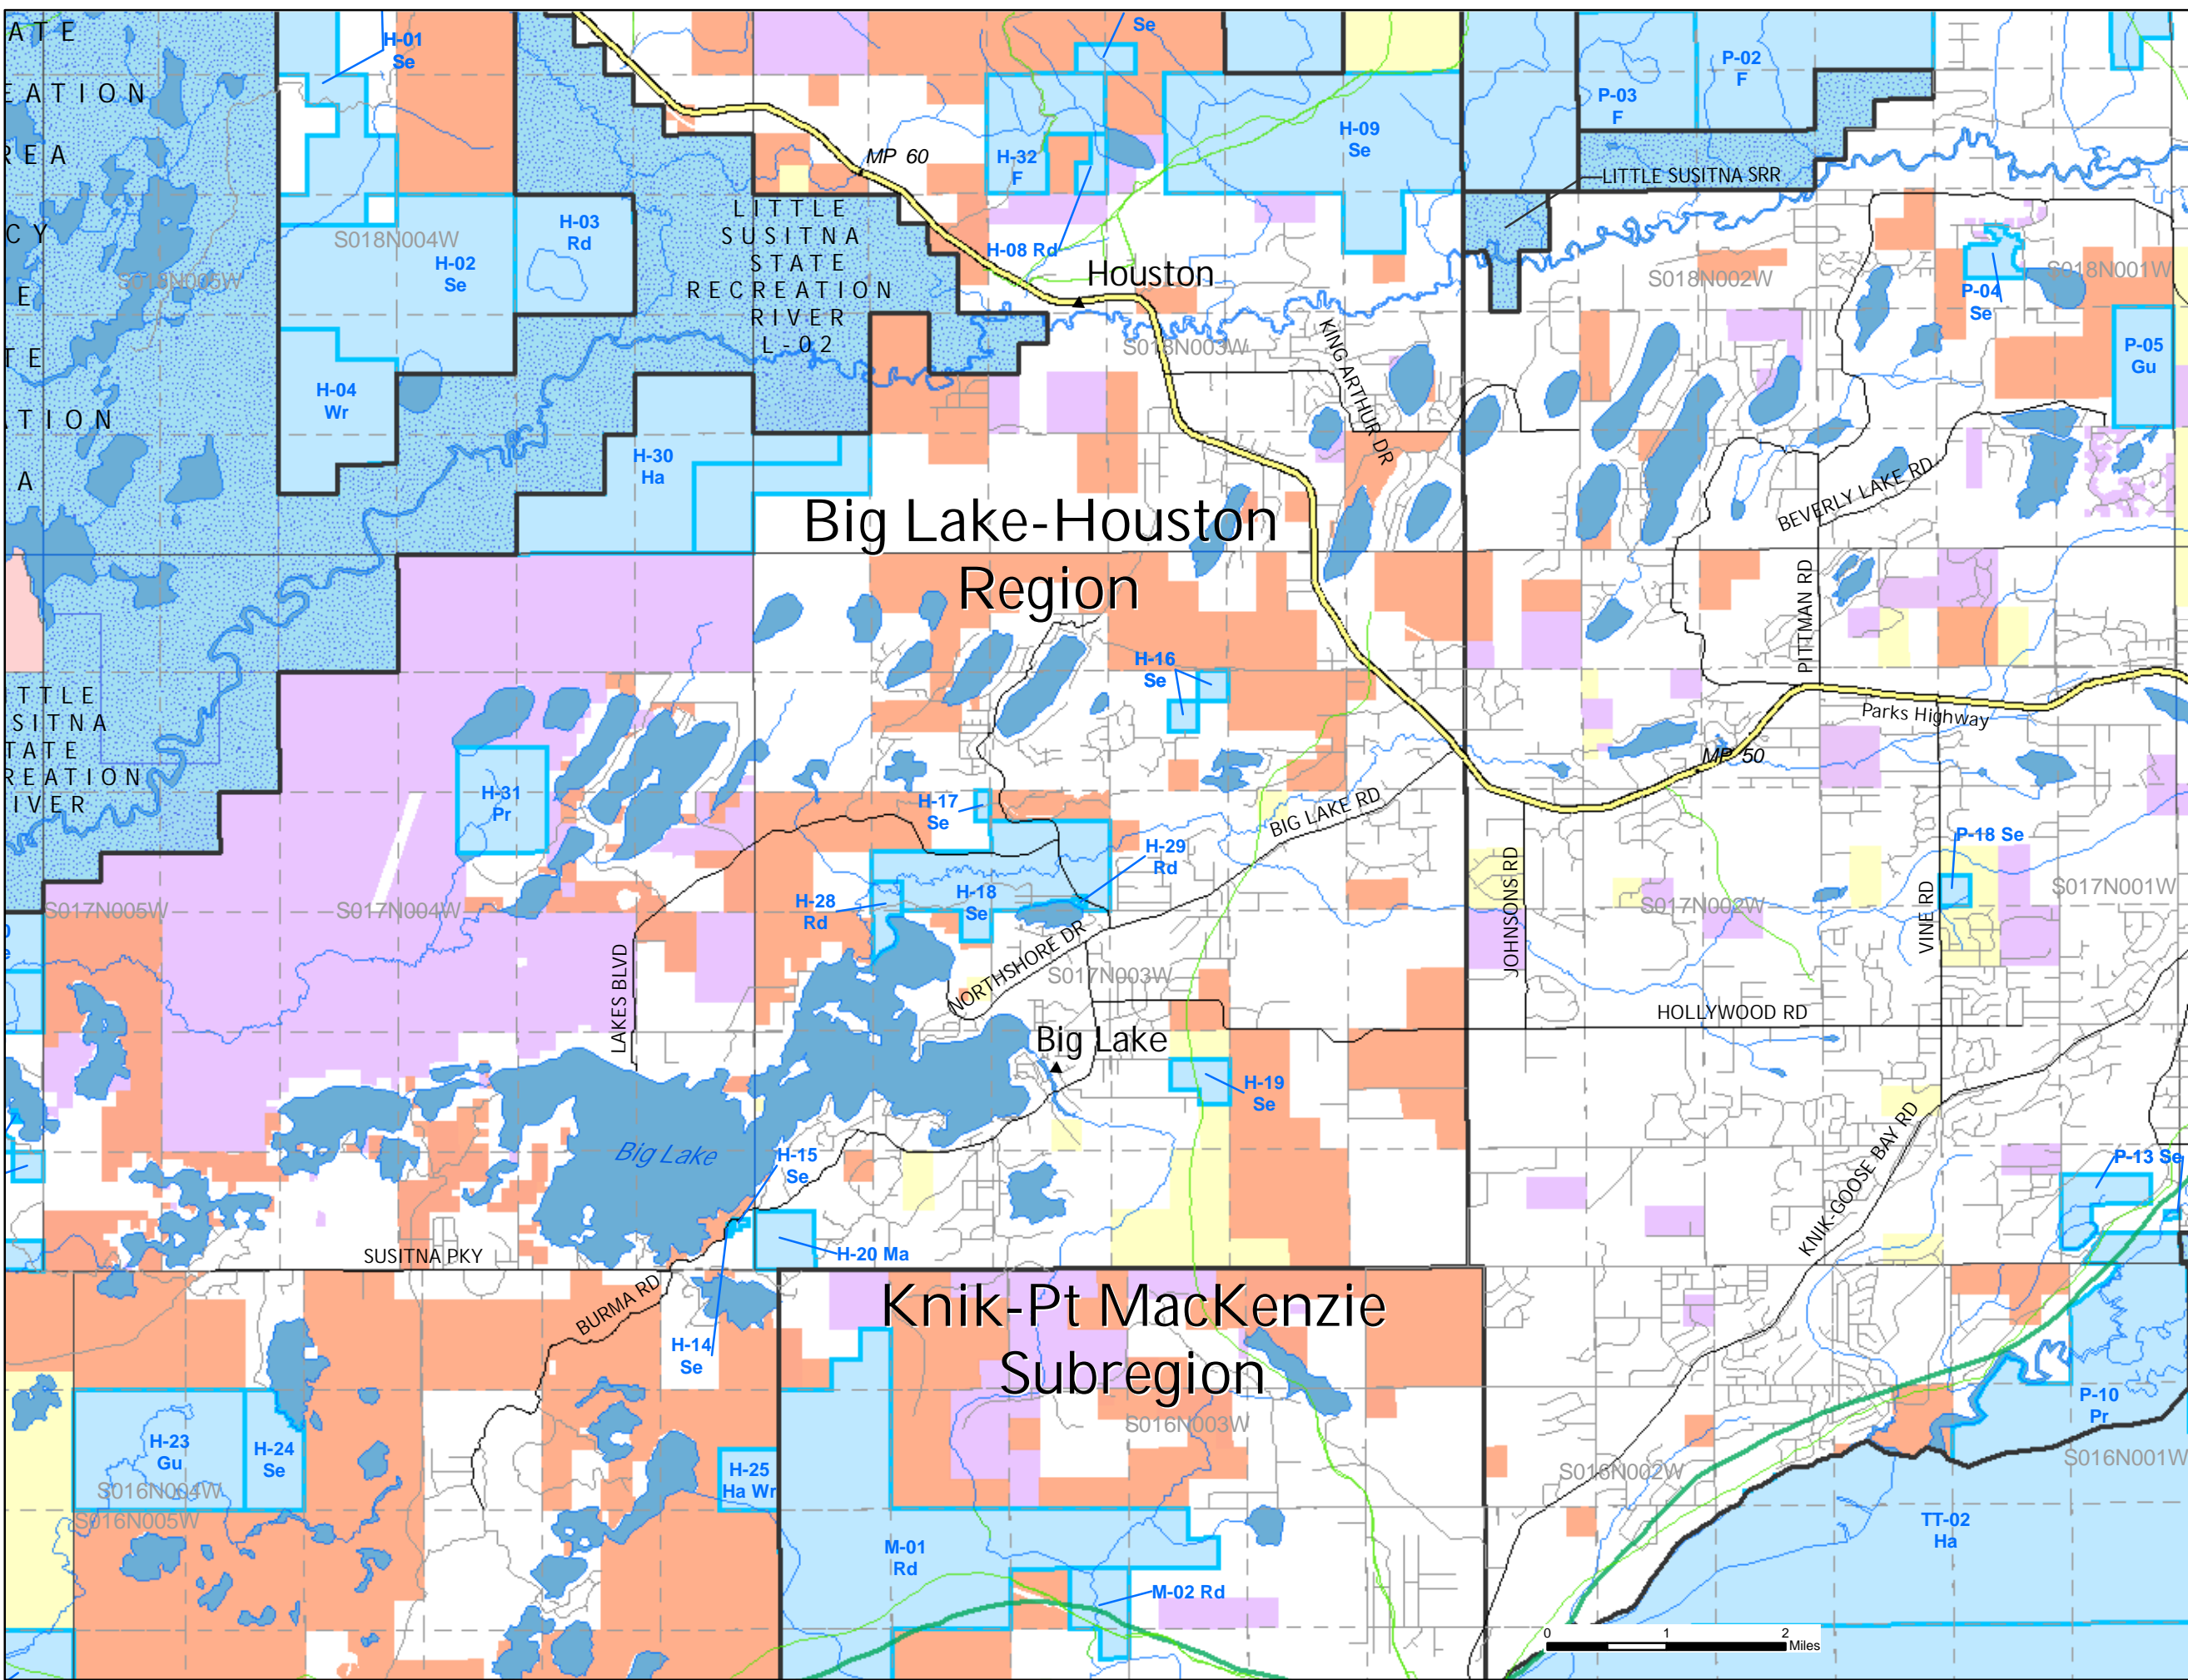 ATE
EATION
REA
CY
E
TE
ATION
A
H-01
Se
Se
P-02
F
P-03
F
MP 60
H-32
F
H-09
Se
LITTLE SUSITNA SRR
LITTLE
SUSITNA
STATE
RECREATION
RIVER
L-02
H-03
Rd
S018N004W
H-02
Se
S018N005W
H-08 Rd
Houston
S018N002W
S018N001W
P-04
Se
S018N003W
KING ARTHUR DR
P-05
Gu
H-04
Wr
H-30
Ha
BEVERLY LAKE RD
Big Lake-Houston
Region
PITTMAN RD
H-16
Se
TTLE
SITNA
TATE
REATION
IVER
Parks Highway
MP 50
H-31
Pr
H-17
Se
BIG LAKE RD
P-18 Se
H-29
Rd
JOHNSONS RD
H-28
Rd
H-18
Se
S017N005W
S017N004W
S017N002W
VINE RD
S017N001W
LAKES BLVD
NORTHSHORE DR
S017N003W
HOLLYWOOD RD
Big Lake
H-19
Se
KNIK-GOOSE BAY RD
Big Lake
H-15
Se
P-13 Se
SUSITNA PKY
H-20 Ma
BURMA RD
Knik-Pt MacKenzie
Subregion
H-14
Se
S016N003W
P-10
Pr
H-23
Gu
H-24
Se
S016N004W
S016N005W
H-25
Ha Wr
S016N002W
S016N001W
TT-02
Ha
M-01
Rd
M-02 Rd
0 1 2
Miles